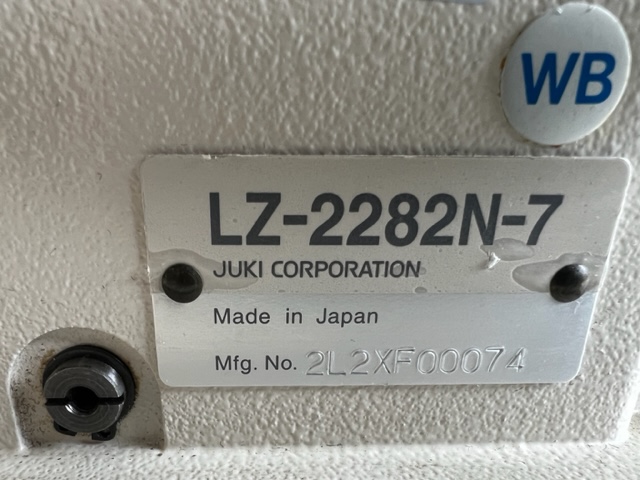 WB
LZ-2282N-7
JUKI CORPORATION
Made in Japan
Mfg. No. 2L2XF00074